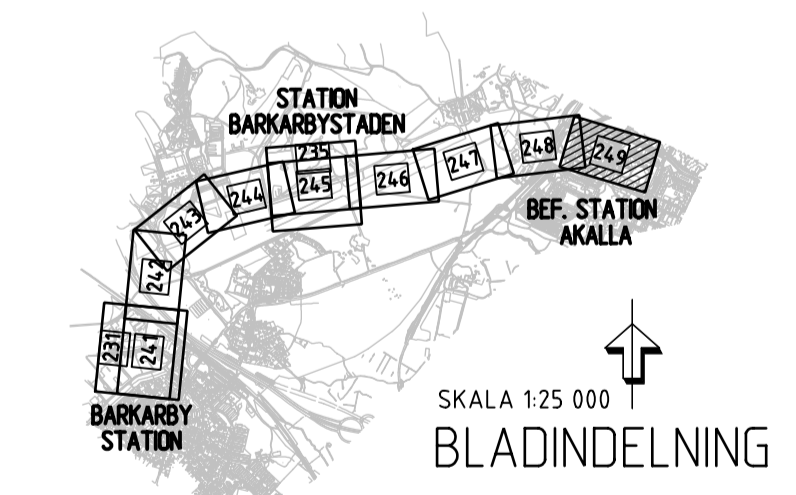 STATION
BARKARBYSTADEN
235
245
246
247
248
249
244
243
242
231
241
BEF. STATION
AKALLA
BARKARBY
STATION
SKALA 1:25 000
BLADINDELNING